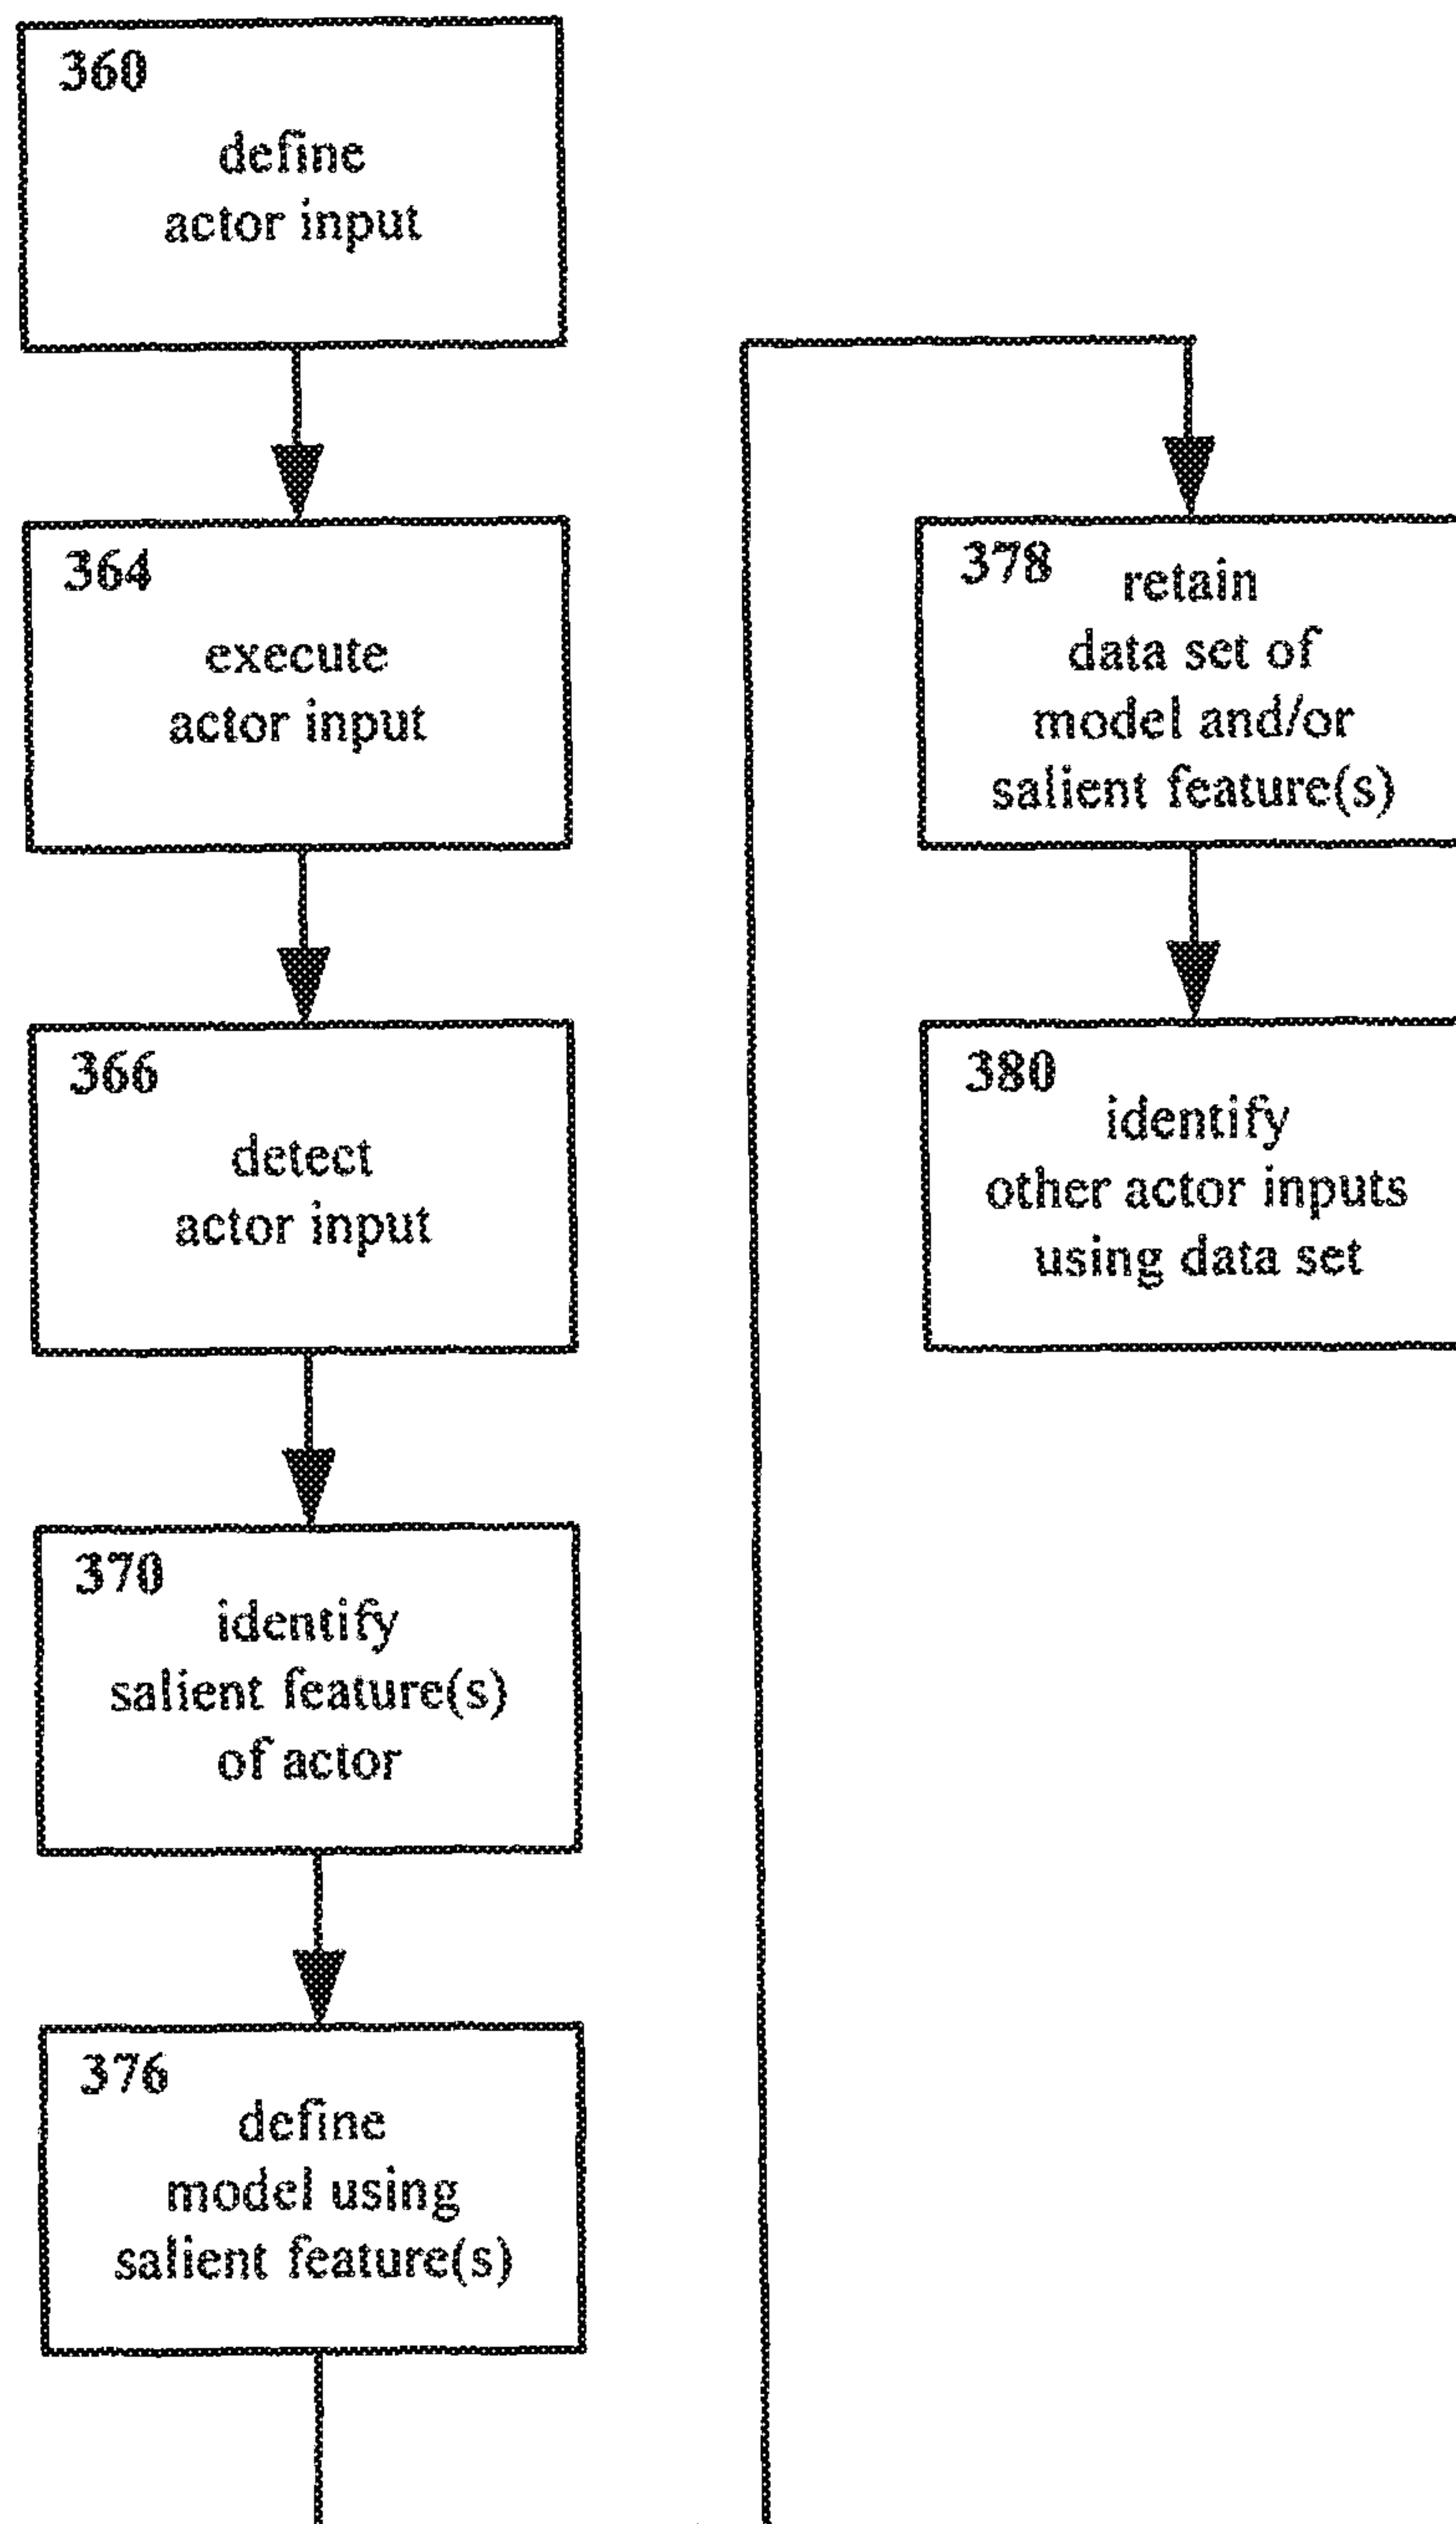 360
define
actor input
364
execute
actor input
366
detect
actor input
370
identify
salient feature(s)
of actor
376
define
model using
salient feature(s)
378
retain
data set of
model and/or
salient feature(s)
380
identify
other actor inputs
using data set